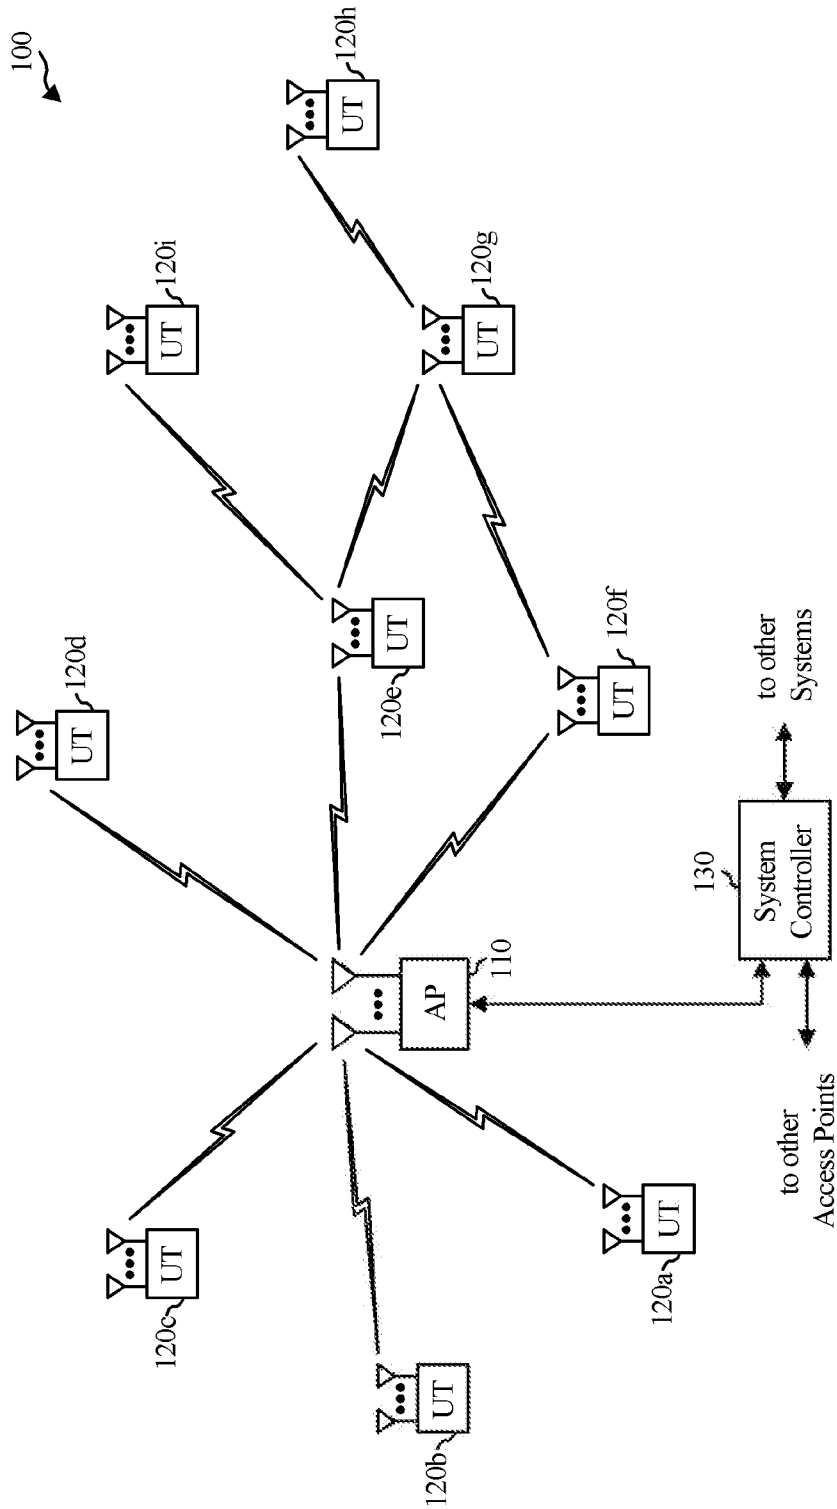 100
120h
UT
120i
UT
120g
UT
120d
UT
UT
120e
120f
UT
110
AP
130
System
Controller
to other
Systems
to other
Access Points
UT
120c
UT
120b
UT
120a